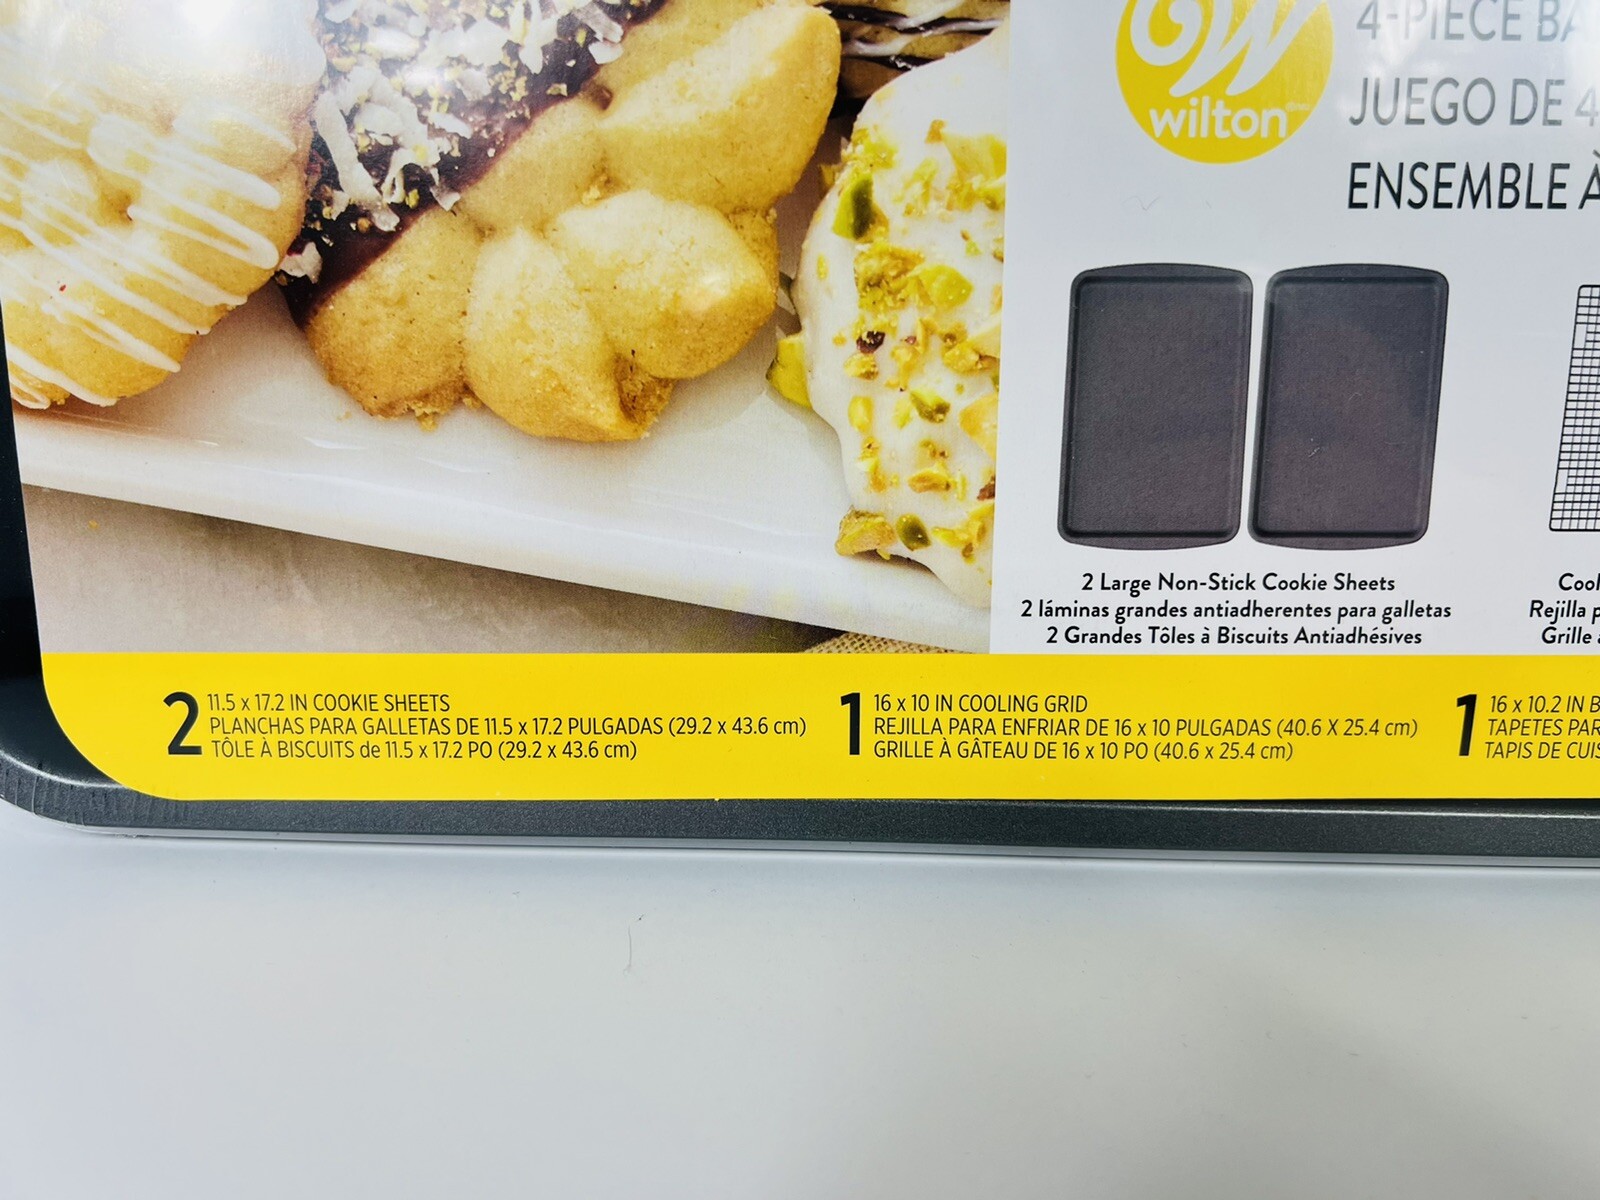 wilton
4-PIECE
JUEGO DE 4
ENSEMBLE À
2 Large Non-Stick Cookie Sheets
2 láminas grandes antiadherentes para galletas
2 Grandes Tôles à Biscuits Antiadhésives
Rejilla
Grille
2
11.5 x 17.2 IN COOKIE SHEETS
PLANCHAS PARA GALLETAS DE 11.5 x 17.2 PULGADAS (29.2 x 43.6 cm)
TÔLE À BISCUITS de 11.5 x 17.2 PO (29.2 x 43.6 cm)
1
16 x 10 IN COOLING GRID
REJILLA PARA ENFRIAR DE 16 x 10 PULGADAS (40.6 X 25.4 cm)
GRILLE À GÂTEAU DE 16 x 10 PO (40.6 x 25.4 cm)
1
16 x 10.2 IN
TAPETES
TAPIS DE